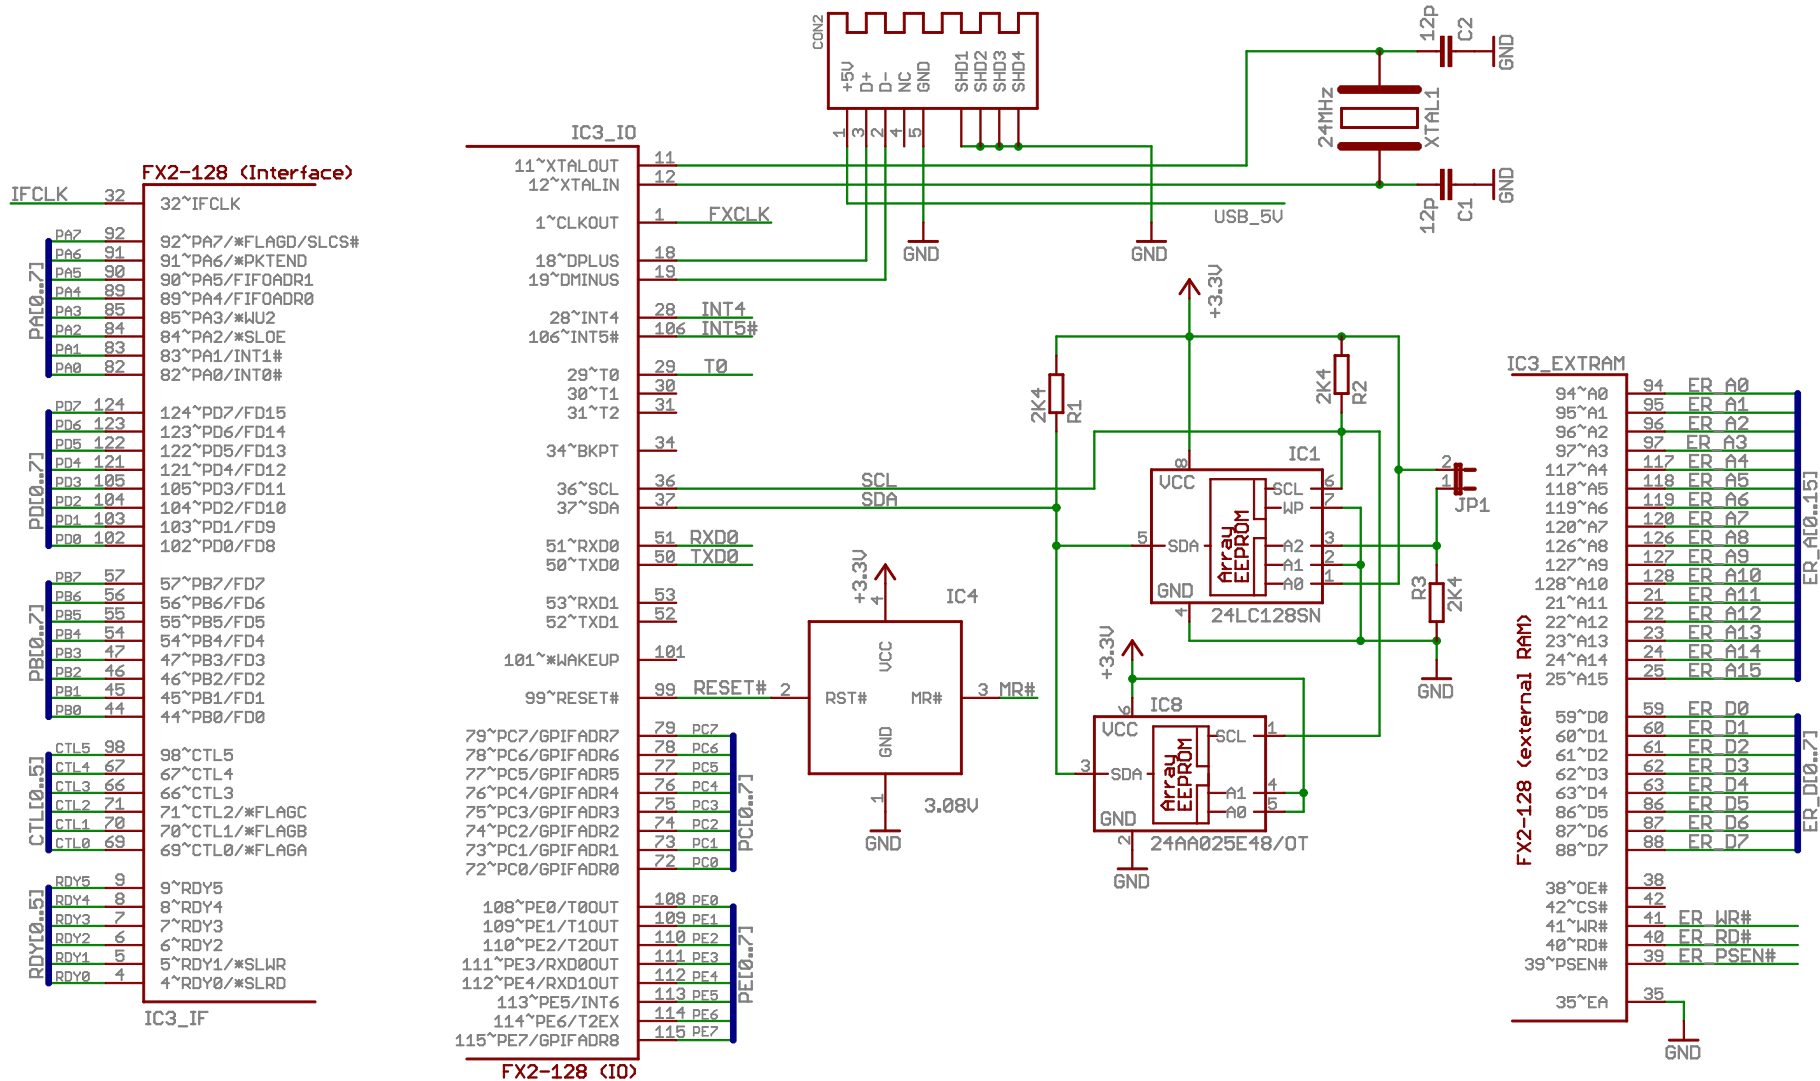 FX2-128 (Interface)
IFCLK 32 32~IFCLK
PA[0..7]
PA7 92 92~PA7/*FLAGD/SLCS#
PA6 91 91~PA6/*PKTEND
PA5 90 90~PA5/FIFOADR1
PA4 89 89~PA4/FIFOADR0
PA3 85 85~PA3/*WU2
PA2 84 84~PA2/*SLOE
PA1 83 83~PA1/INT1#
PA0 82 82~PA0/INT0#
PD[0..7]
PD7 124 124~PD7/FD15
PD6 123 123~PD6/FD14
PD5 122 122~PD5/FD13
PD4 121 121~PD4/FD12
PD3 105 105~PD3/FD11
PD2 104 104~PD2/FD10
PD1 103 103~PD1/FD9
PD0 102 102~PD0/FD8
PB[0..7]
PB7 57 57~PB7/FD7
PB6 56 56~PB6/FD6
PB5 55 55~PB5/FD5
PB4 54 54~PB4/FD4
PB3 47 47~PB3/FD3
PB2 46 46~PB2/FD2
PB1 45 45~PB1/FD1
PB0 44 44~PB0/FD0
CTL[0..5]
CTL5 98 98~CTL5
CTL4 67 67~CTL4
CTL3 66 66~CTL3
CTL2 71 71~CTL2/*FLAGC
CTL1 70 70~CTL1/*FLAGB
CTL0 69 69~CTL0/*FLAGA
RDY[0..5]
RDY5 9 9~RDY5
RDY4 8 8~RDY4
RDY3 7 7~RDY3
RDY2 6 6~RDY2
RDY1 5 5~RDY1/*SLWR
RDY0 4 4~RDY0/*SLRD
IC3_IF
IC3_IO
11~XTALOUT 11
12~XTALIN 12
1~CLKOUT 1 FXCLK
18~DPLUS 18
19~DMINUS 19
28~INT4 28 INT4
106~INT5# 106 INT5#
29~T0 29 T0
30~T1 30
31~T2 31
34~BKPT 34
36~SCL 36 SCL
37~SDA 37 SDA
51~RXD0 51 RXD0
50~TXD0 50 TXD0
53~RXD1 53
52~TXD1 52
101~*WAKEUP 101
99~RESET# 99 RESET#
79~PC7/GPIFADR7 79 PC7
78~PC6/GPIFADR6 78 PC6
77~PC5/GPIFADR5 77 PC5
76~PC4/GPIFADR4 76 PC4
75~PC3/GPIFADR3 75 PC3
74~PC2/GPIFADR2 74 PC2
73~PC1/GPIFADR1 73 PC1
72~PC0/GPIFADR0 72 PC0
PC[0..7]
108~PE0/T0OUT 108 PE0
109~PE1/T1OUT 109 PE1
110~PE2/T2OUT 110 PE2
111~PE3/RXD0OUT 111 PE3
112~PE4/RXD1OUT 112 PE4
113~PE5/INT6 113 PE5
114~PE6/T2EX 114 PE6
115~PE7/GPIFADR8 115 PE7
PE[0..7]
FX2-128 (IO)
CON2
+5V D+ D- NC GND SHD1 SHD2 SHD3 SHD4
1 3 2 4 5
GND
GND
USB_5V
12P C2 GND
24MHz XTAL1
12P C1 GND
+3.3V
2K4 R1
2K4 R2
IC1
8 VCC
SCL 6
WP 7
5 SDA
Array EEPROM
A2 3
A1 2
A0 1
GND 4
24LC128SN
2
1
JP1
R3 2K4
GND
+3.3V
4
IC4
VCC
2 RST# MR# 3 MR#
GND
1
3.08V
GND
+3.3V
IC8
6 VCC
SCL 1
3 SDA
Array EEPROM
A1 4
A0 5
GND
2
24AA025E48/OT
GND
IC3_EXTRAM
94~A0 94 ER_A0
95~A1 95 ER_A1
96~A2 96 ER_A2
97~A3 97 ER_A3
117~A4 117 ER_A4
118~A5 118 ER_A5
119~A6 119 ER_A6
120~A7 120 ER_A7
126~A8 126 ER_A8
127~A9 127 ER_A9
128~A10 128 ER_A10
21~A11 21 ER_A11
22~A12 22 ER_A12
23~A13 23 ER_A13
24~A14 24 ER_A14
25~A15 25 ER_A15
ER_A[0..15]
59~D0 59 ER_D0
60~D1 60 ER_D1
61~D2 61 ER_D2
62~D3 62 ER_D3
63~D4 63 ER_D4
86~D5 86 ER_D5
87~D6 87 ER_D6
88~D7 88 ER_D7
ER_D[0..7]
38~OE# 38
42~CS# 42
41~WR# 41 ER_WR#
40~RD# 40 ER_RD#
39~PSEN# 39 ER_PSEN#
35~EA 35
GND
FX2-128 (external RAM)